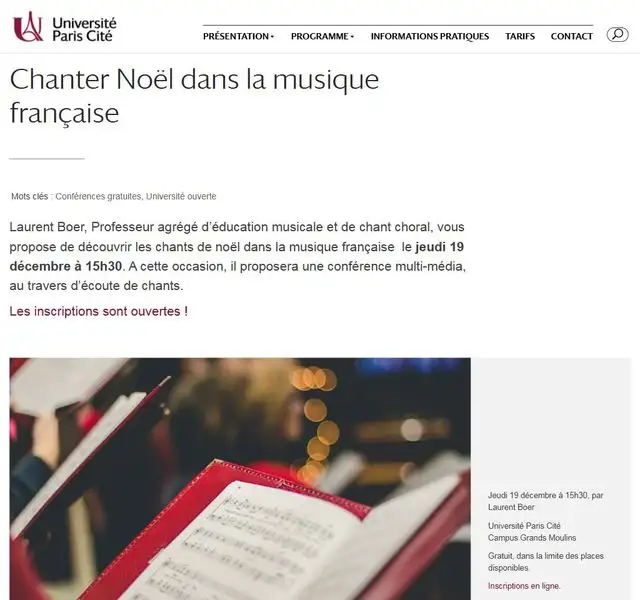 Université
Paris Cité
PRÉSENTATION
PROGRAMME
INFORMATIONS PRATIQUES
TARIFS
CONTACT
Chanter Noël dans la musique
française
Mots clés : Conférences gratuites, Université ouverte
Laurent Boer, Professeur agrégé d’éducation musicale et de chant choral, vous
propose de découvrir les chants de noël dans la musique française le jeudi 19
décembre à 15h30. A cette occasion, il proposera une conférence multi-média,
au travers d’écoute de chants.
Les inscriptions sont ouvertes !
Jeudi 19 décembre à 15h30, par
Laurent Boer
Université Paris Cité
Campus Grands Moulins
Gratuit, dans la limite des places
disponibles.
Inscriptions en ligne.